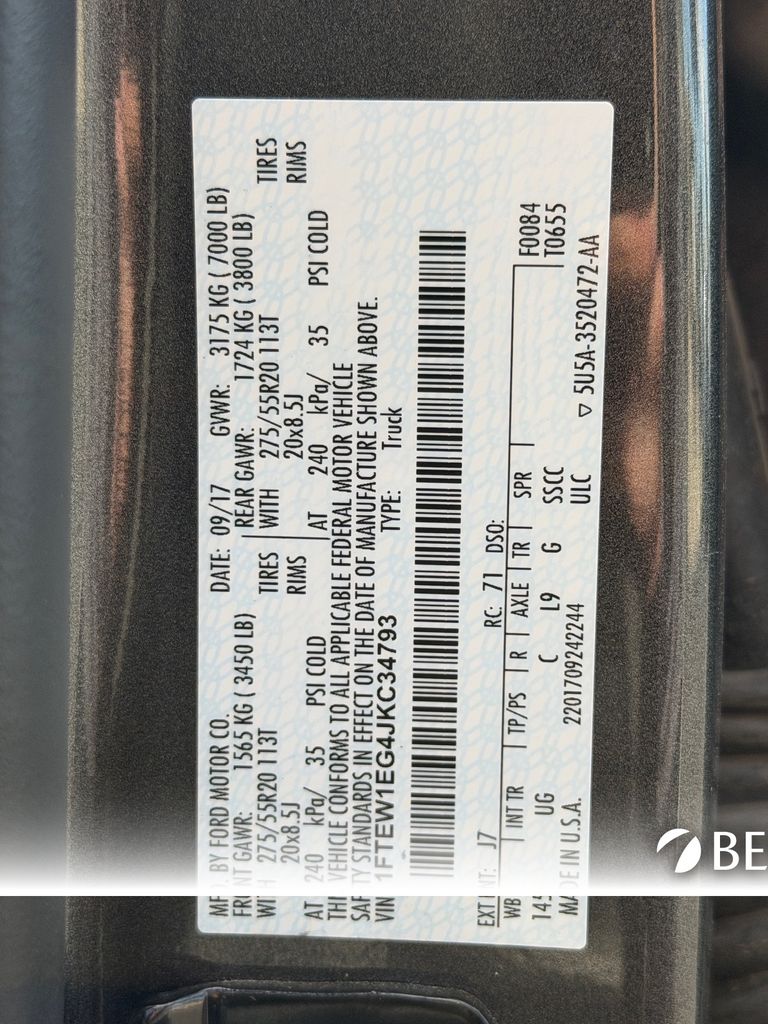 MFD. BY FORD MOTOR CO. DATE: 09/17 GVWR: 3175 KG ( 7000 LB)
FRONT GAWR: 1565 KG ( 3450 LB) REAR GAWR: 1724 KG ( 3800 LB)
WITH 275/55R20 113T TIRES WITH 275/55R20 113T TIRES
20x8.5J RIMS 20x8.5J RIMS
AT 240 kPa/ 35 PSI COLD AT 240 kPa/ 35 PSI COLD
THIS VEHICLE CONFORMS TO ALL APPLICABLE FEDERAL MOTOR VEHICLE
SAFETY STANDARDS IN EFFECT ON THE DATE OF MANUFACTURE SHOWN ABOVE.
VIN: 1FTEW1EG4JKC34793 TYPE: Truck
EXT PNT: J7 RC: 71 DSO:
WB INT TR TP/PS R AXLE TR SPR F0084
145 UG C L9 G SSCC T0655
ULC
MADE IN U.S.A. 2201709242244 ▽ 5U5A-3520472-AA
BE